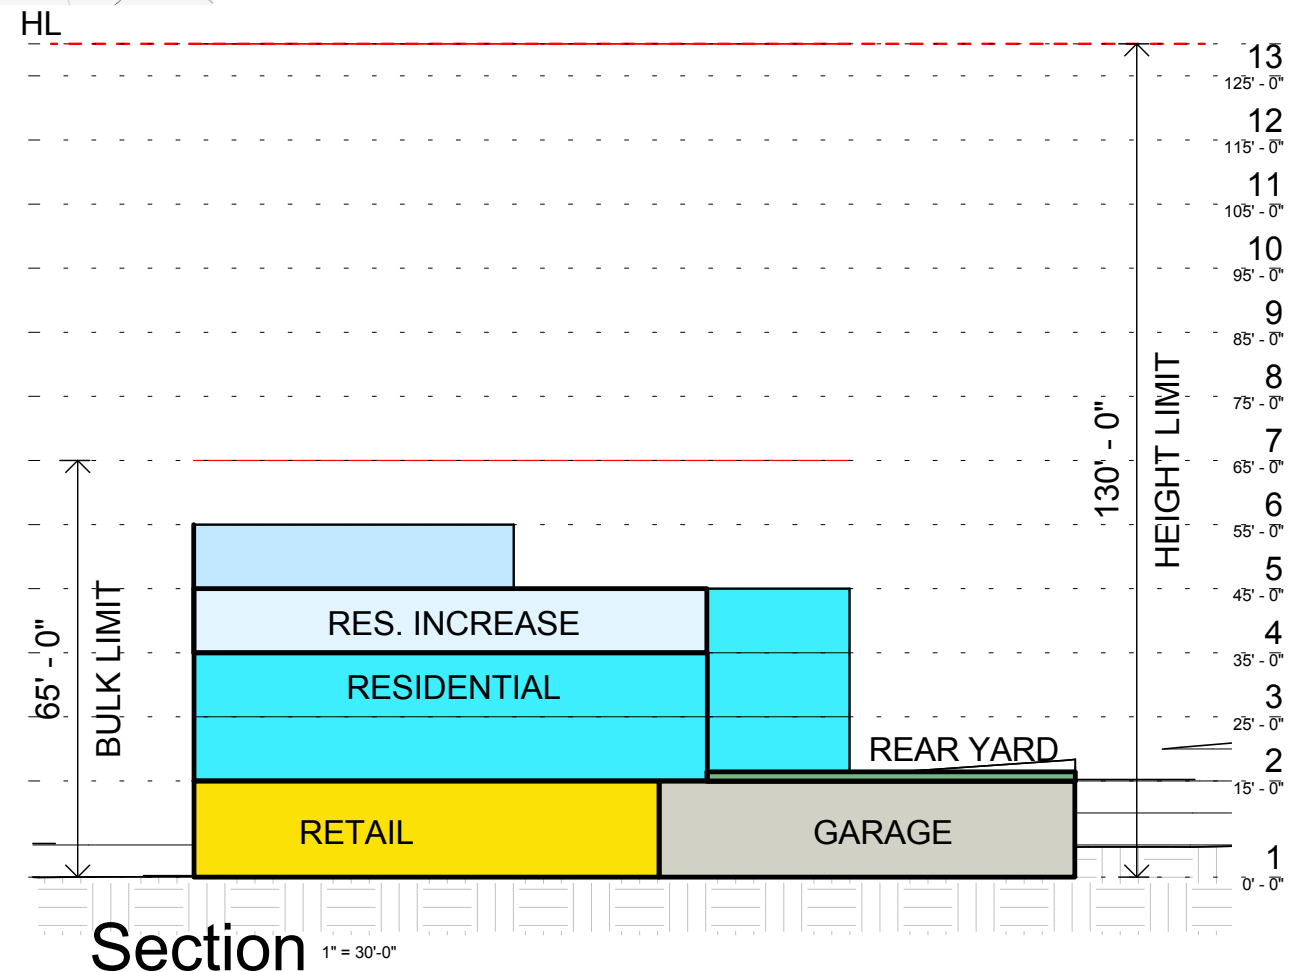 HL
13
125' - 0"
12
115' - 0"
11
105' - 0"
10
95' - 0"
9
85' - 0"
8
75' - 0"
7
65' - 0"
6
55' - 0"
5
45' - 0"
4
35' - 0"
3
25' - 0"
2
15' - 0"
1
0' - 0"
130' - 0"
HEIGHT LIMIT
65' - 0"
BULK LIMIT
RES. INCREASE
RESIDENTIAL
REAR YARD
RETAIL
GARAGE
Section 1" = 30'-0"